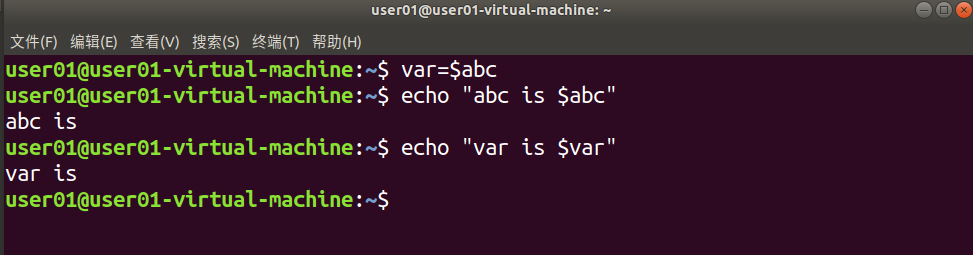 user01@user01-virtual-machine: ~
文件(F) 编辑(E) 查看(V) 搜索(S) 终端(T) 帮助(H)
user01@user01-virtual-machine:~$ var=$abc
user01@user01-virtual-machine:~$ echo "abc is $abc"
abc is
user01@user01-virtual-machine:~$ echo "var is $var"
var is
user01@user01-virtual-machine:~$